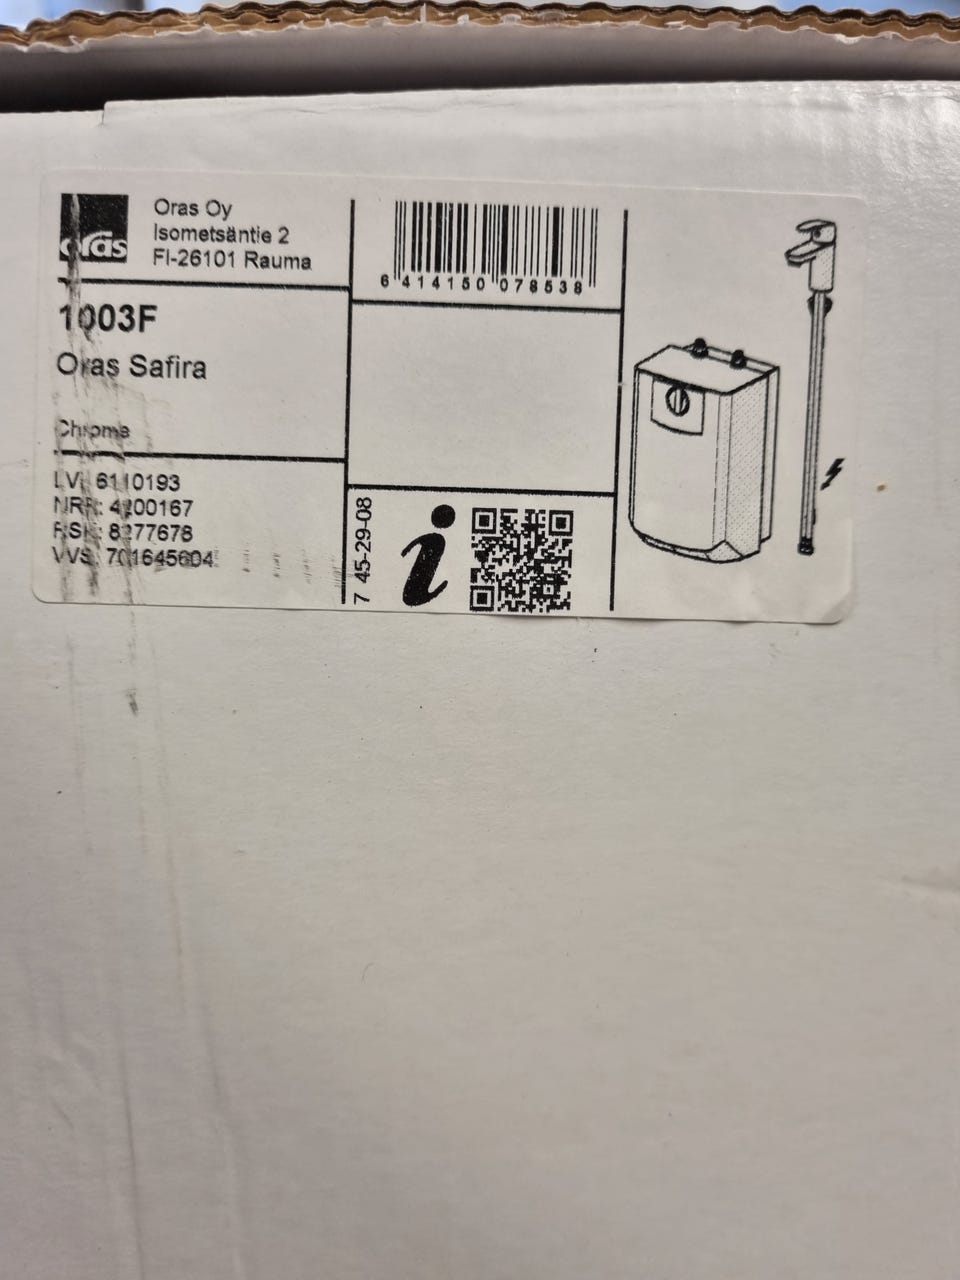 oras
Oras Oy
Isometsäntie 2
FI-26101 Rauma
6 414150 078538
1003F
Oras Safira
Chrome
LVI: 6110193
NRF: 4200167
RSK: 8277678
VVS: 701645604
7 45-29-08
i